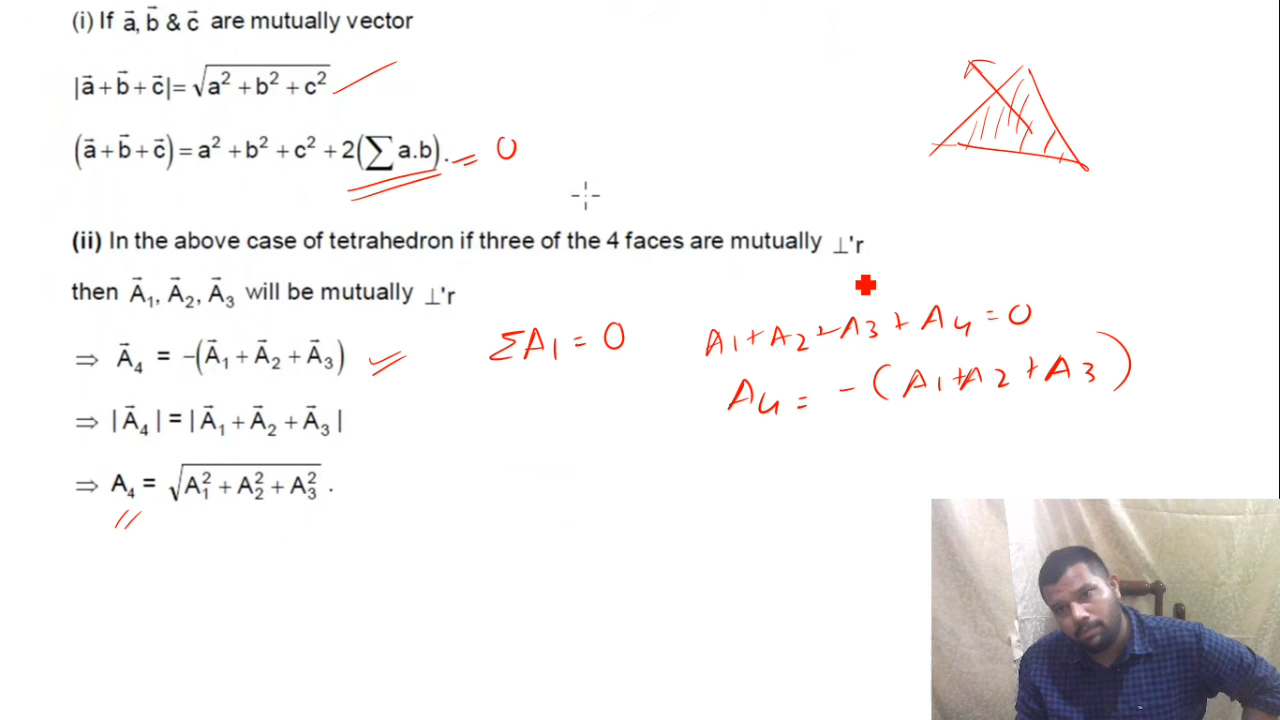 (i) If a⃗, b⃗ & c⃗ are mutually vector
|a⃗+b⃗+c⃗|=√(a²+b²+c²)
(a⃗+b⃗+c⃗)=a²+b²+c²+2(∑a.b). = 0
(ii) In the above case of tetrahedron if three of the 4 faces are mutually ⊥'r
then A⃗₁, A⃗₂, A⃗₃ will be mutually ⊥'r
⇒ A⃗₄ = -(A⃗₁+A⃗₂+A⃗₃)
ΣA₁ = 0
A₁+A₂+A₃+A₄=0
A₄ = -(A₁+A₂+A₃)
⇒ |A⃗₄|=|A⃗₁+A⃗₂+A⃗₃|
⇒ A₄ = √(A₁²+A₂²+A₃²) .